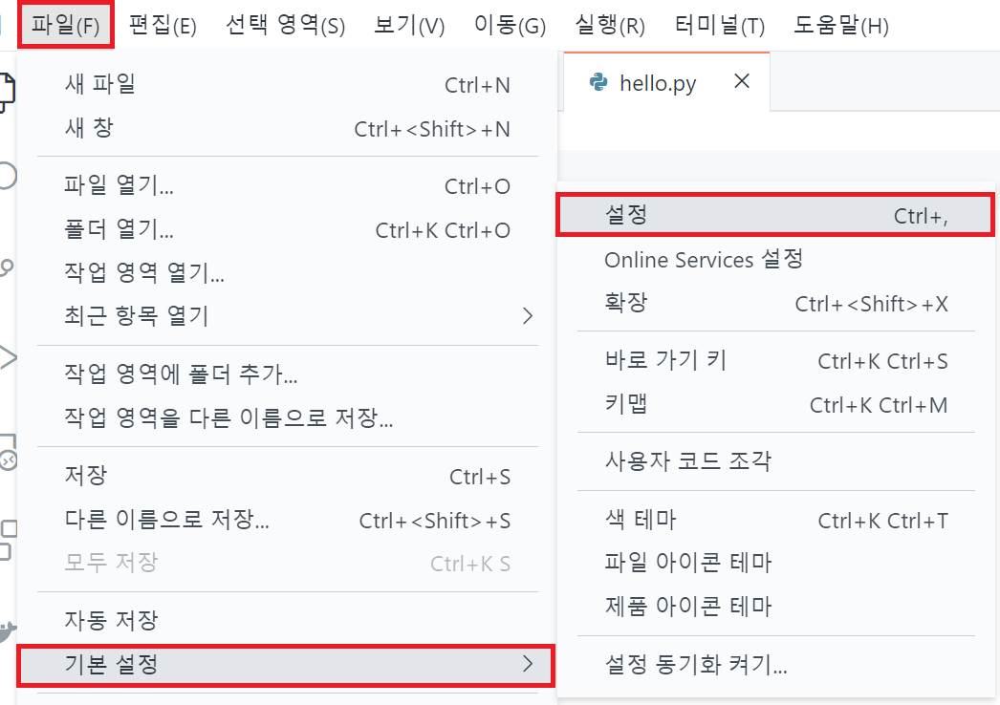 파일(F) 편집(E) 선택 영역(S) 보기(V) 이동(G) 실행(R) 터미널(T) 도움말(H)
hello.py
새 파일 Ctrl+N
새 창 Ctrl+<Shift>+N
파일 열기... Ctrl+O
폴더 열기... Ctrl+K Ctrl+O
작업 영역 열기...
최근 항목 열기
작업 영역에 폴더 추가...
작업 영역을 다른 이름으로 저장...
저장 Ctrl+S
다른 이름으로 저장... Ctrl+<Shift>+S
모두 저장 Ctrl+K S
자동 저장
기본 설정
설정 Ctrl+,
Online Services 설정
확장 Ctrl+<Shift>+X
바로 가기 키 Ctrl+K Ctrl+S
키맵 Ctrl+K Ctrl+M
사용자 코드 조각
색 테마 Ctrl+K Ctrl+T
파일 아이콘 테마
제품 아이콘 테마
설정 동기화 켜기...